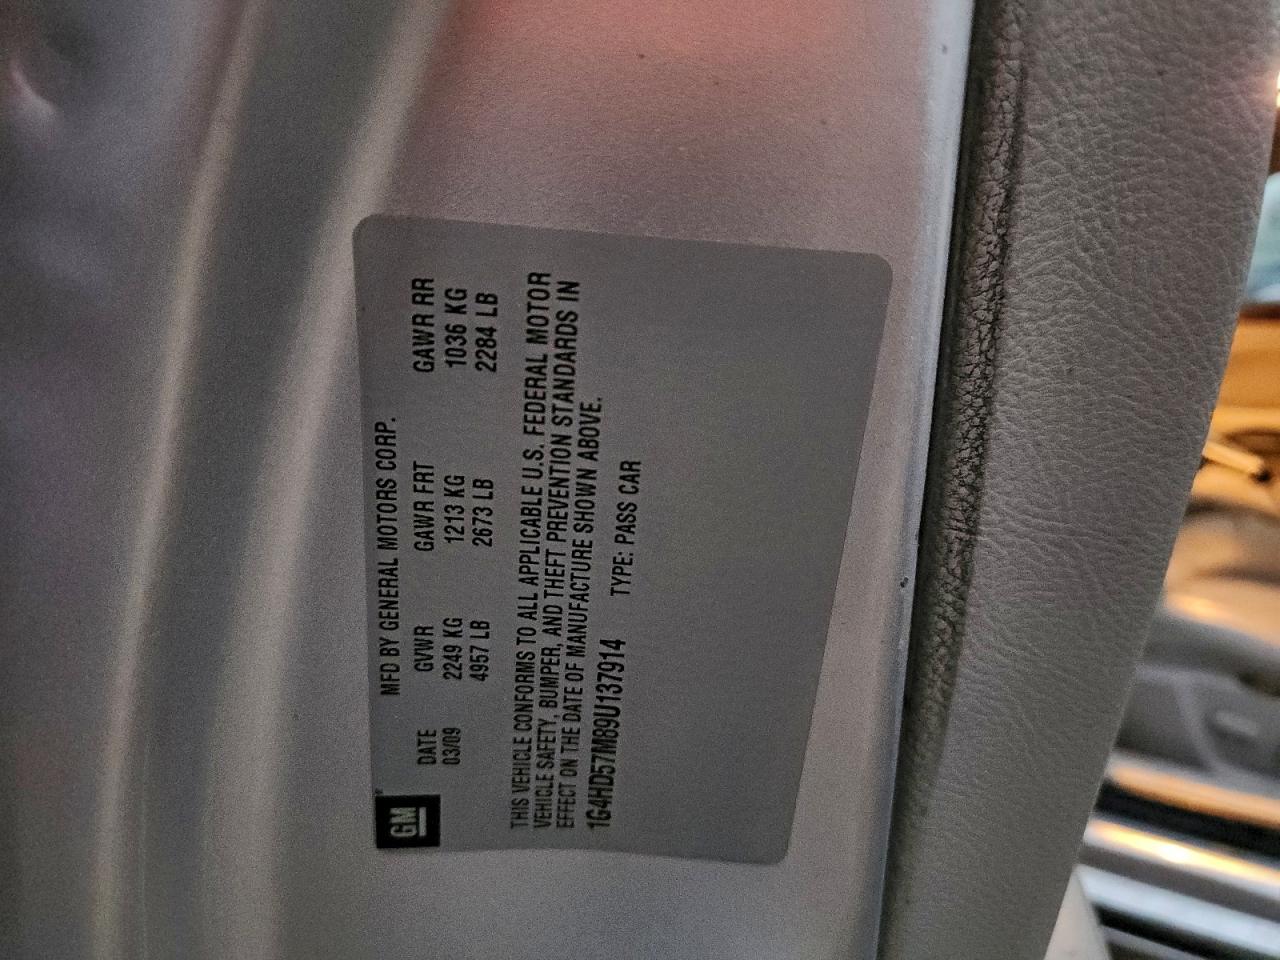 GM
MFD BY GENERAL MOTORS CORP.
DATE GVWR GAWR FRT GAWR RR
03/09 2249 KG 1213 KG 1036 KG
4957 LB 2673 LB 2284 LB
THIS VEHICLE CONFORMS TO ALL APPLICABLE U.S. FEDERAL MOTOR
VEHICLE SAFETY, BUMPER, AND THEFT PREVENTION STANDARDS IN
EFFECT ON THE DATE OF MANUFACTURE SHOWN ABOVE.
1G4HD57M89U137914 TYPE: PASS CAR